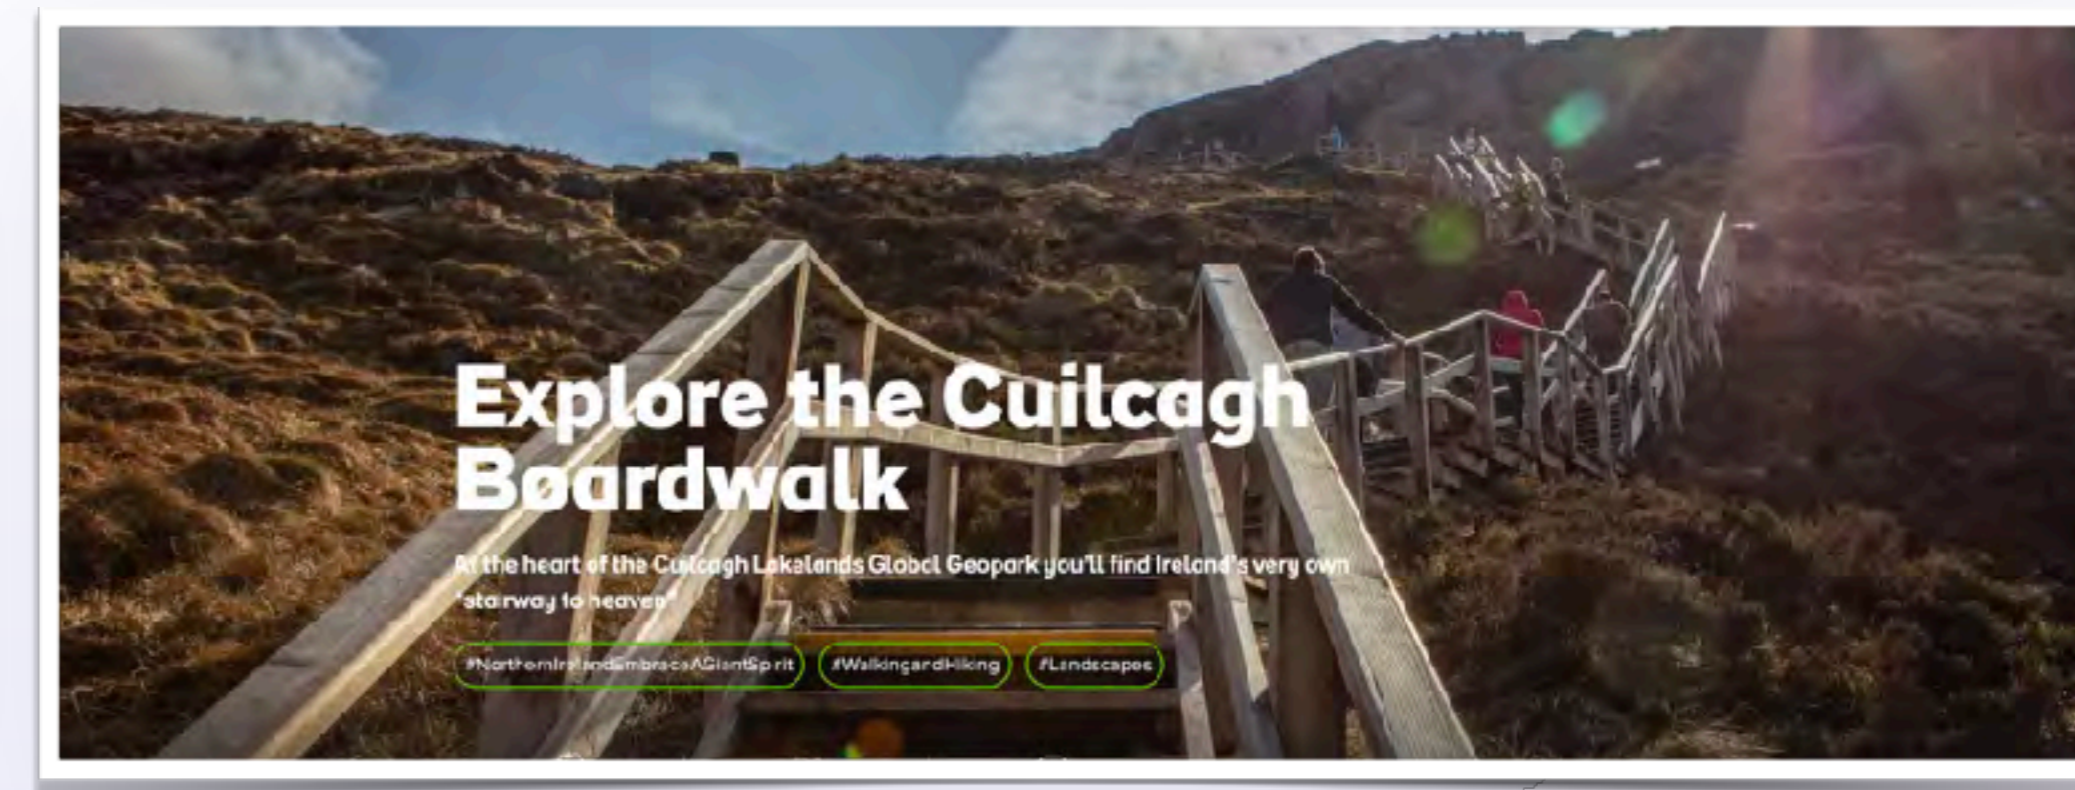 Explore the Cuilcagh
Boardwalk
At the heart of the Cuilcagh Lakelands Global Geopark you'll find Ireland's very own
"stairway to heaven"
#NorthernIrelandEmbraceAGiantSpirit #WalkingandHiking #Landscapes